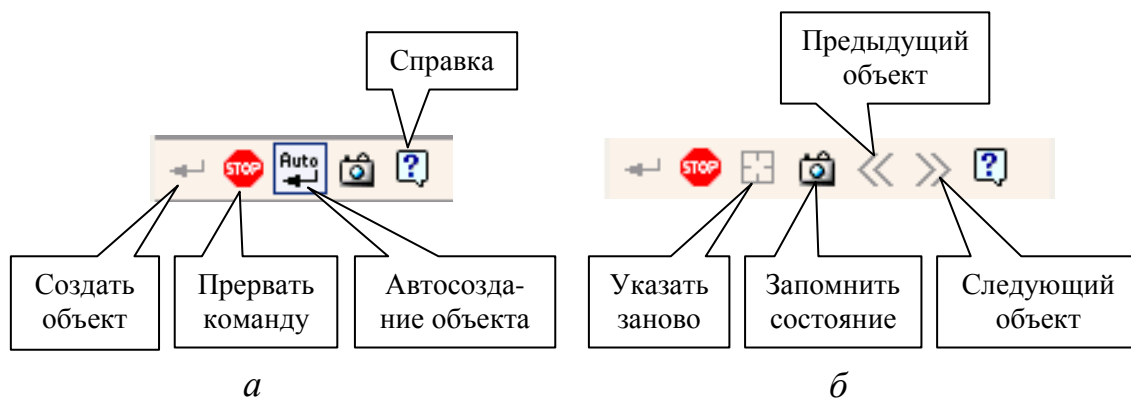 Предыдущий
объект
Справка
STOP
Auto
?
STOP
?
Создать
объект
Прервать
команду
Автосозда-
ние объекта
Указать
заново
Запомнить
состояние
Следующий
объект
а
б